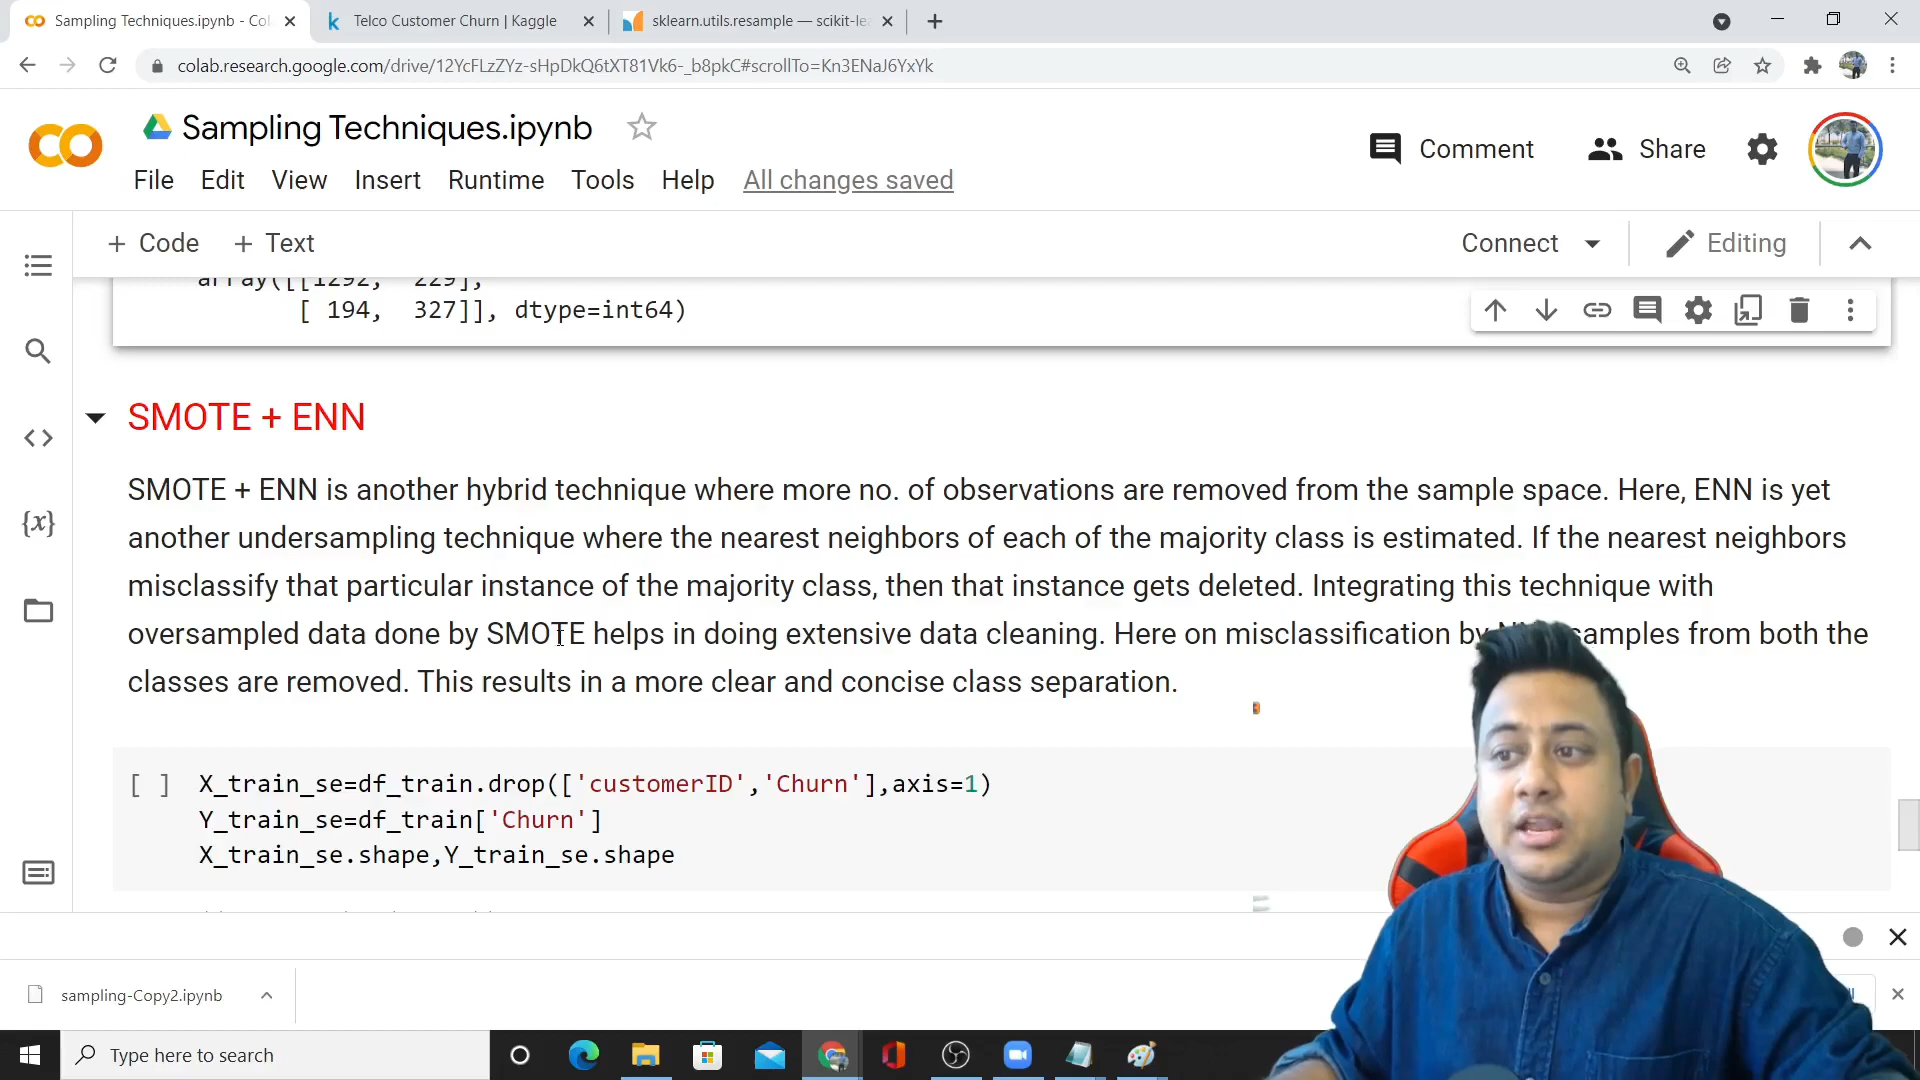 Sampling Techniques.ipynb - Col
Telco Customer Churn | Kaggle
sklearn.utils.resample — scikit-le
colab.research.google.com/drive/12YcFLzZYz-sHpDkQ6tXT81Vk6-_b8pkC#scrollTo=Kn3ENaJ6YxYk
Sampling Techniques.ipynb
Comment
Share
File Edit View Insert Runtime Tools Help All changes saved
+ Code + Text
Connect
Editing
array([[1292, 229],
[ 194, 327]], dtype=int64)
SMOTE + ENN
SMOTE + ENN is another hybrid technique where more no. of observations are removed from the sample space. Here, ENN is yet
another undersampling technique where the nearest neighbors of each of the majority class is estimated. If the nearest neighbors
misclassify that particular instance of the majority class, then that instance gets deleted. Integrating this technique with
oversampled data done by SMOTE helps in doing extensive data cleaning. Here on misclassification by samples from both the
classes are removed. This results in a more clear and concise class separation.
[ ] X_train_se=df_train.drop(['customerID','Churn'],axis=1)
Y_train_se=df_train['Churn']
X_train_se.shape,Y_train_se.shape
sampling-Copy2.ipynb
Type here to search